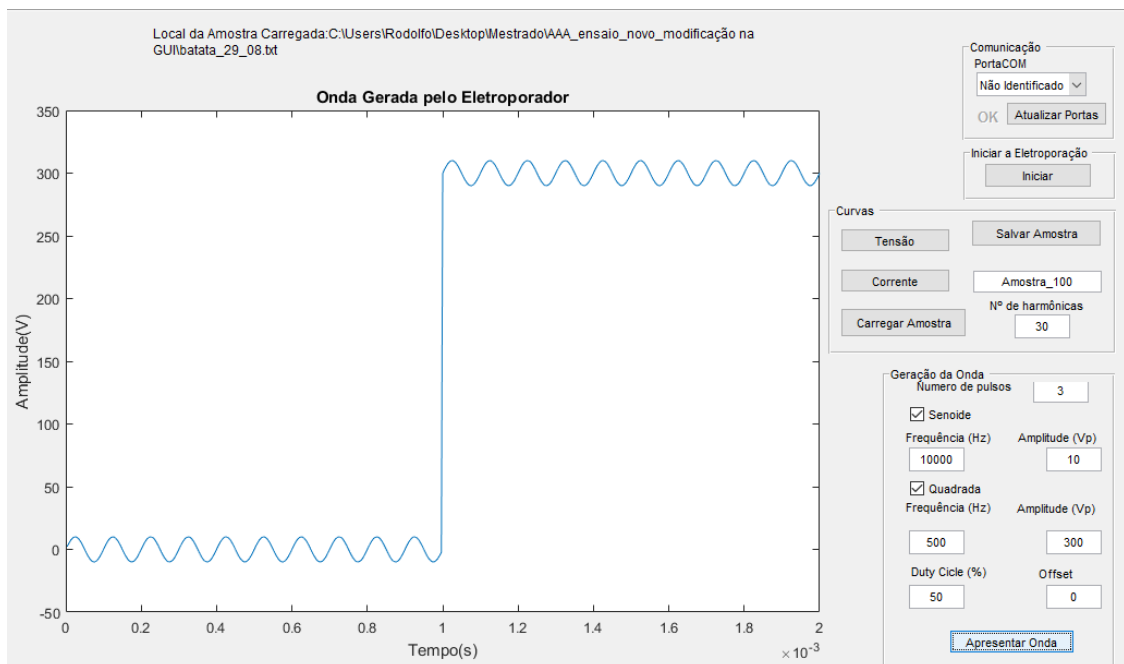 Local da Amostra Carregada:C:\Users\Rodolfo\Desktop\Mestrado\AAA_ensaio_novo_modificação na
GUI\batata_29_08.txt
Onda Gerada pelo Eletroporador
350
300
250
200
150
100
50
0
-50
Amplitude(V)
0
0.2
0.4
0.6
0.8
1
1.2
1.4
1.6
1.8
2
Tempo(s)
×10-3
Comunicação
PortaCOM
Não Identificado
OK Atualizar Portas
Iniciar a Eletroporação
Iniciar
Curvas
Tensão
Salvar Amostra
Corrente
Amostra_100
Nº de harmônicas
Carregar Amostra
30
Geração da Onda
Numero de pulsos
3
Senoide
Frequência (Hz) Amplitude (Vp)
10000 10
Quadrada
Frequência (Hz) Amplitude (Vp)
500 300
Duty Cicle (%) Offset
50 0
Apresentar Onda